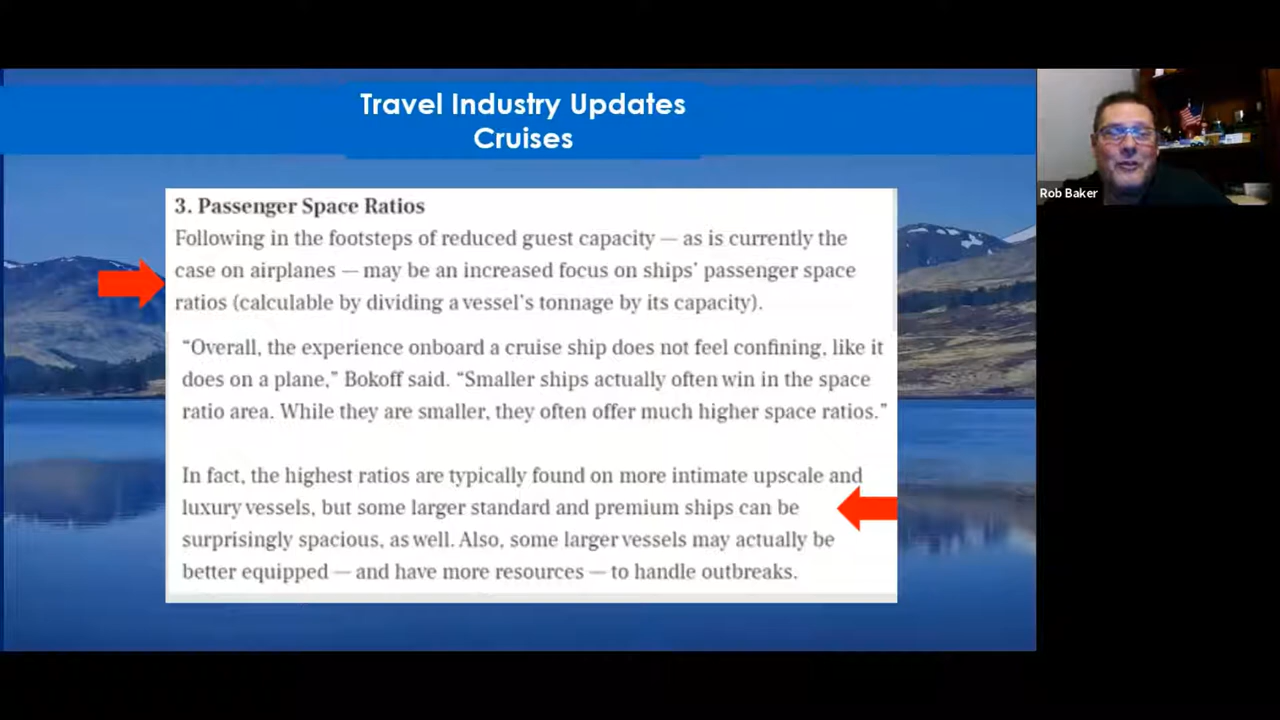 Travel Industry Updates
Cruises
Rob Baker
3. Passenger Space Ratios
Following in the footsteps of reduced guest capacity — as is currently the
case on airplanes — may be an increased focus on ships’ passenger space
ratios (calculable by dividing a vessel’s tonnage by its capacity).
“Overall, the experience onboard a cruise ship does not feel confining, like it
does on a plane,” Bokoff said. “Smaller ships actually often win in the space
ratio area. While they are smaller, they often offer much higher space ratios.”
In fact, the highest ratios are typically found on more intimate upscale and
luxury vessels, but some larger standard and premium ships can be
surprisingly spacious, as well. Also, some larger vessels may actually be
better equipped — and have more resources — to handle outbreaks.